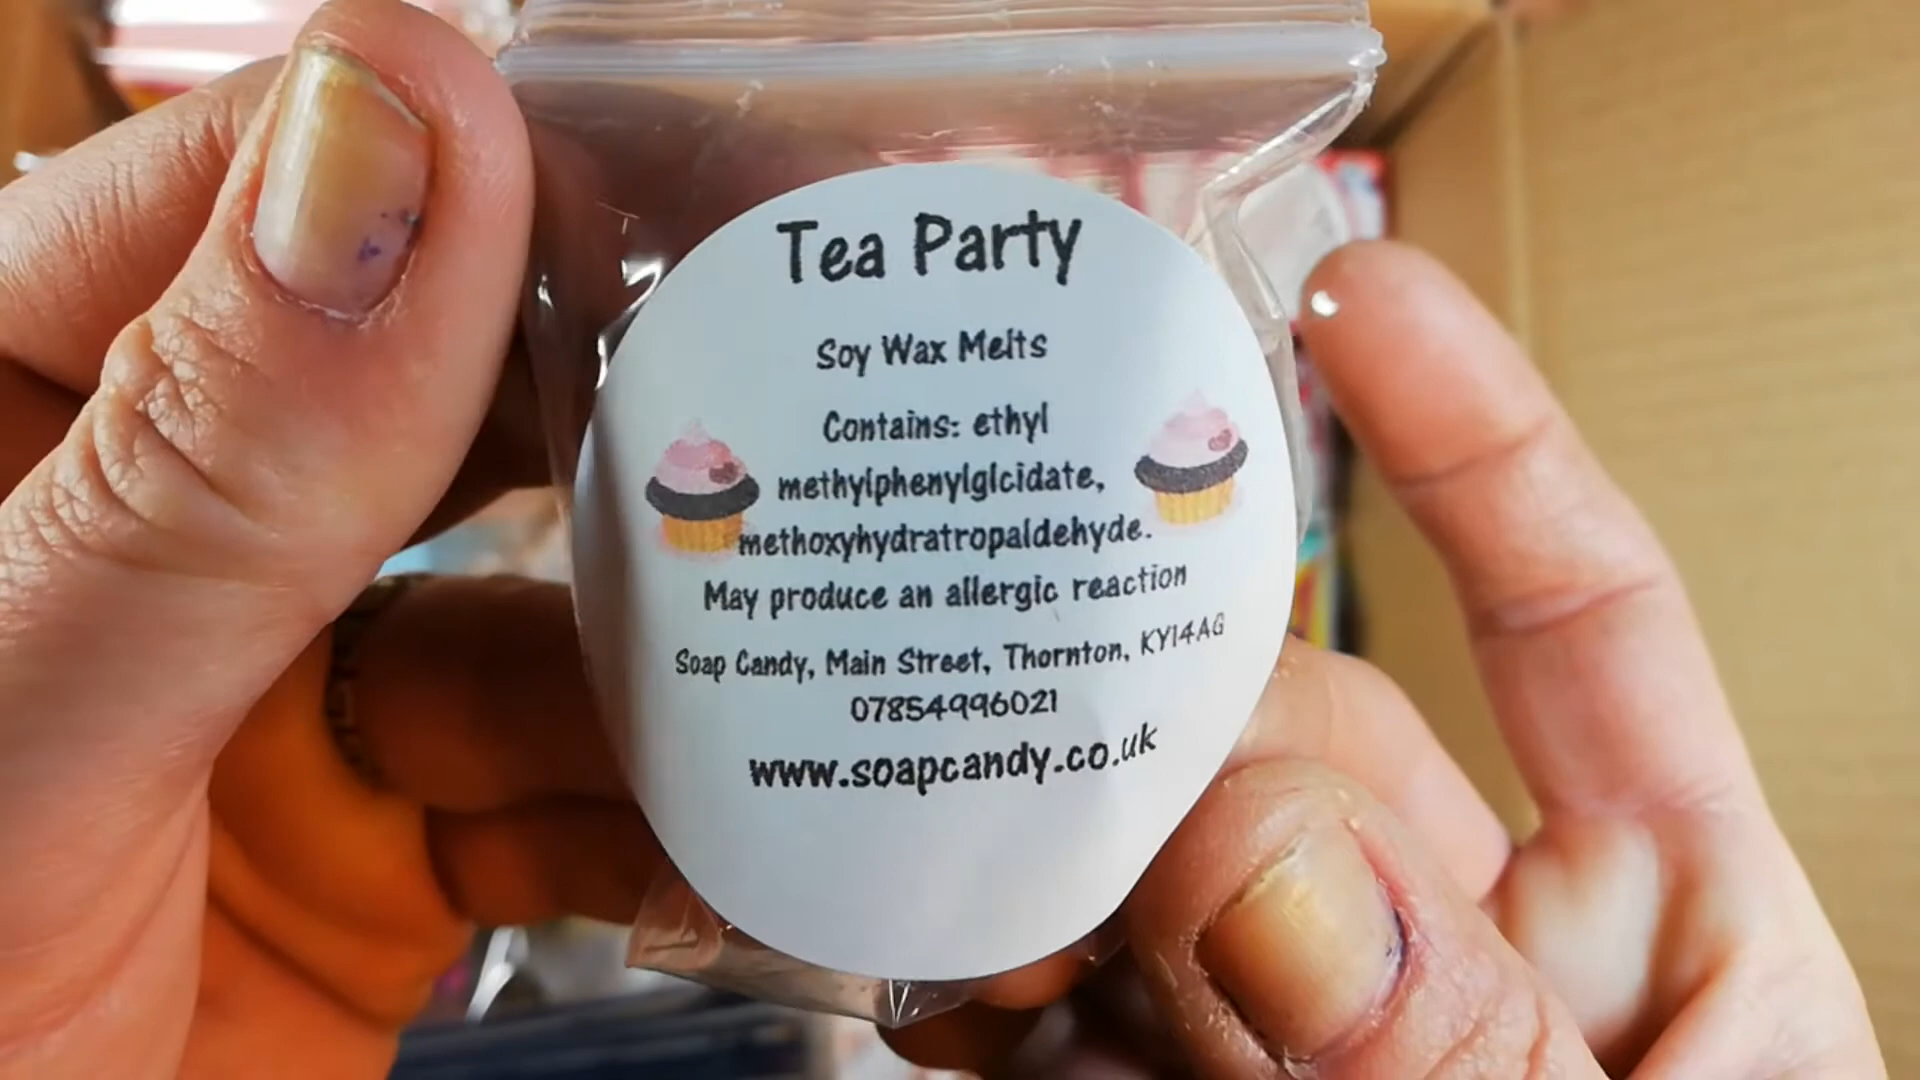 Tea Party
Soy Wax Melts
Contains: ethyl
methylphenylglcidate,
methoxyhydratropaldehyde.
May produce an allergic reaction
Soap Candy, Main Street, Thornton, KY14AG
07854996021
www.soapcandy.co.uk